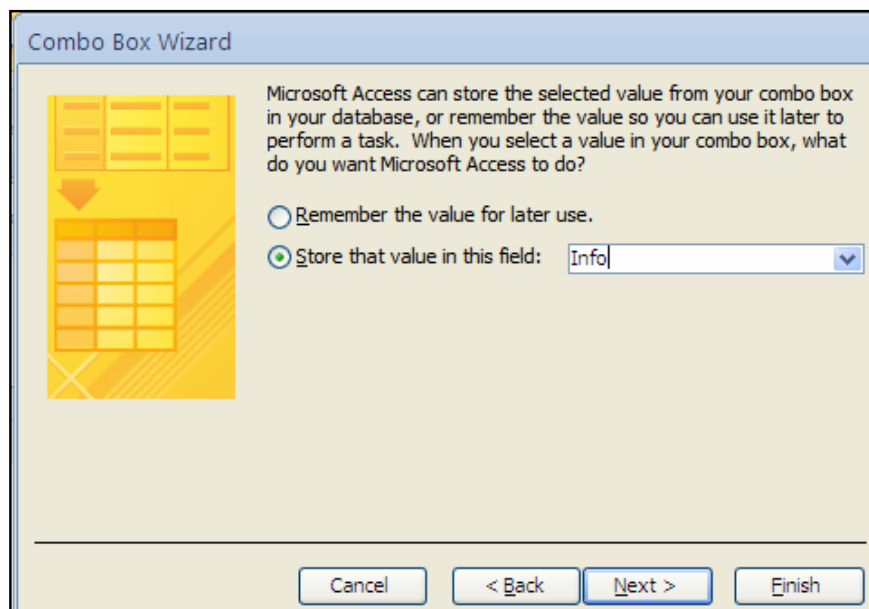 Combo Box Wizard
Microsoft Access can store the selected value from your combo box
in your database, or remember the value so you can use it later to
perform a task.  When you select a value in your combo box, what
do you want Microsoft Access to do?
Remember the value for later use.
Store that value in this field: Info
Cancel < Back Next > Finish